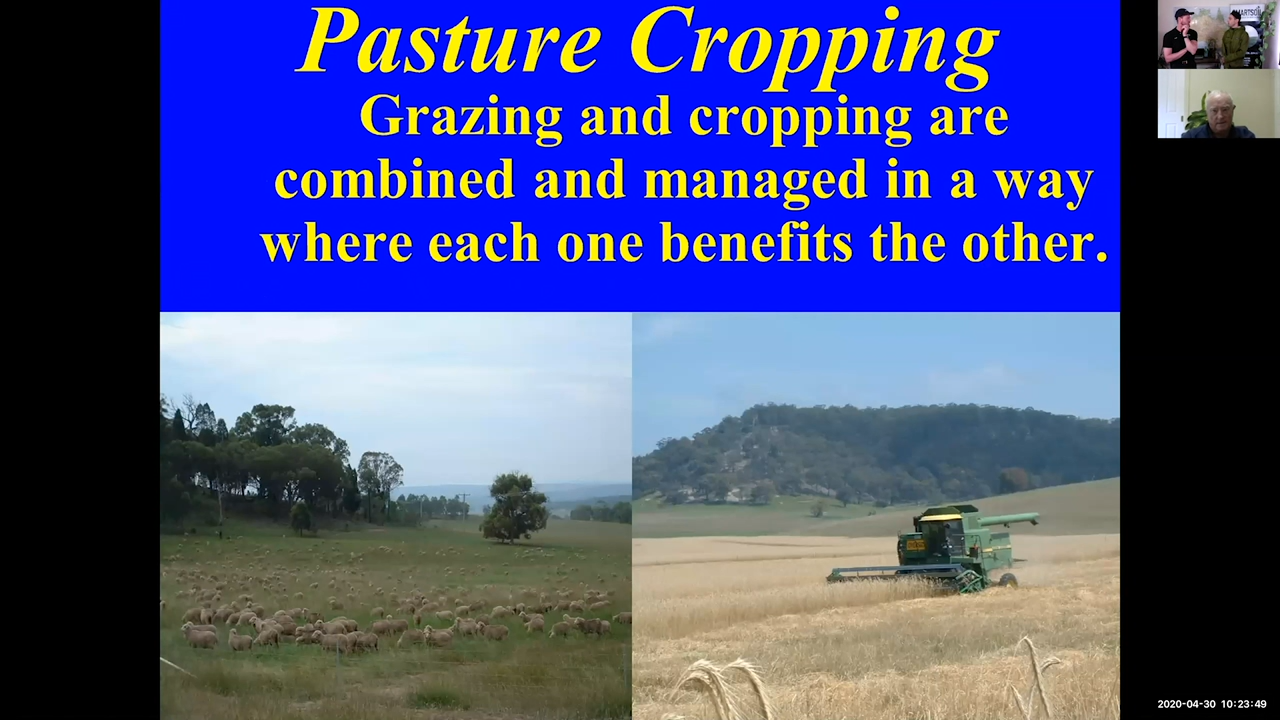 Pasture Cropping
Grazing and cropping are
combined and managed in a way
where each one benefits the other.
2020-04-30 10:23:49